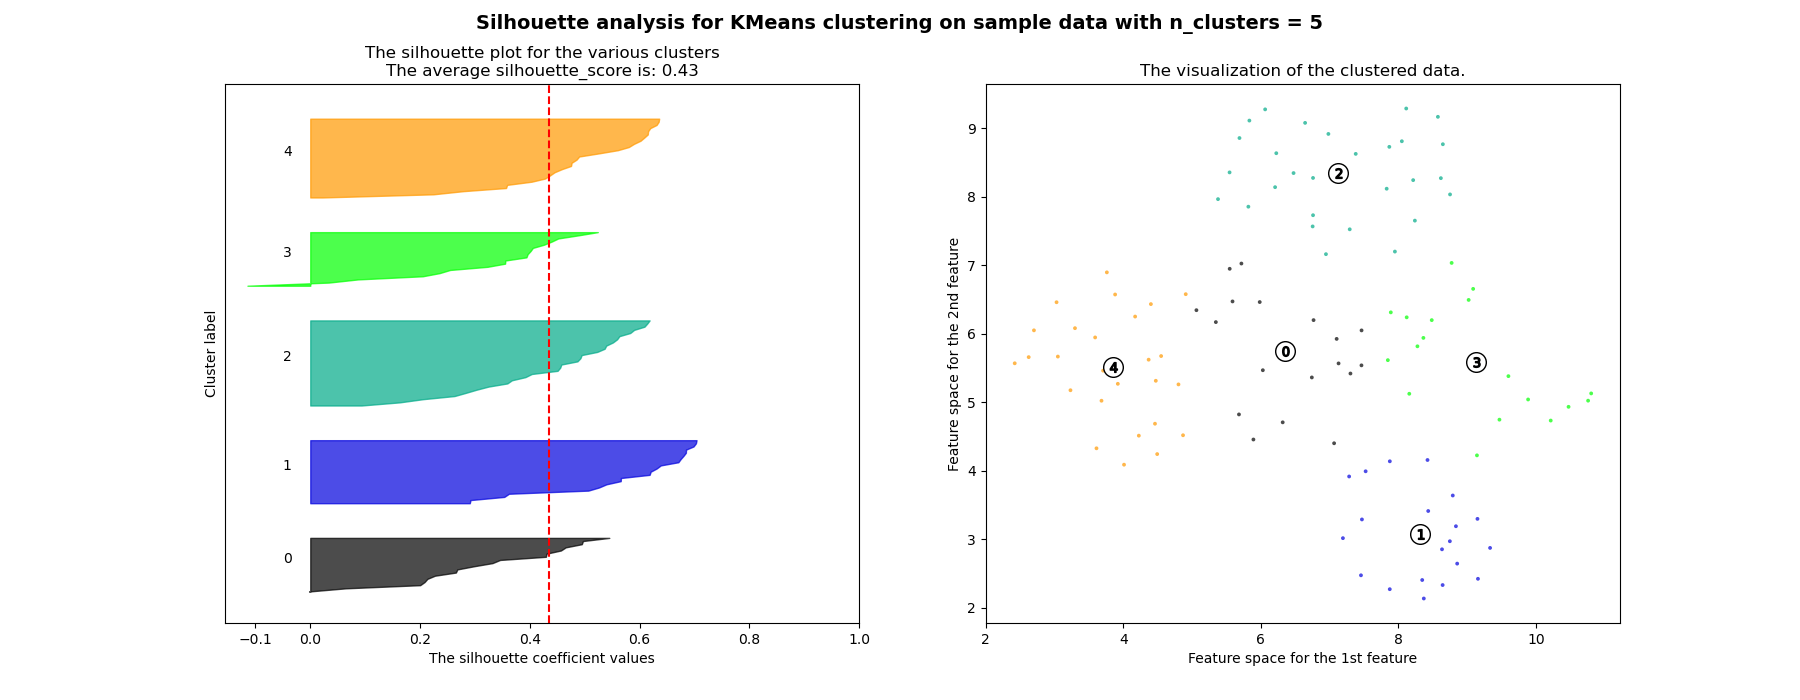 Silhouette analysis for KMeans clustering on sample data with n_clusters = 5
The silhouette plot for the various clusters
The average silhouette_score is: 0.43
4
3
2
1
0
Cluster label
−0.1 0.0 0.2 0.4 0.6 0.8 1.0
The silhouette coefficient values
The visualization of the clustered data.
9
8
7
6
5
4
3
2
Feature space for the 2nd feature
2
0
3
4
1
2 4 6 8 10
Feature space for the 1st feature